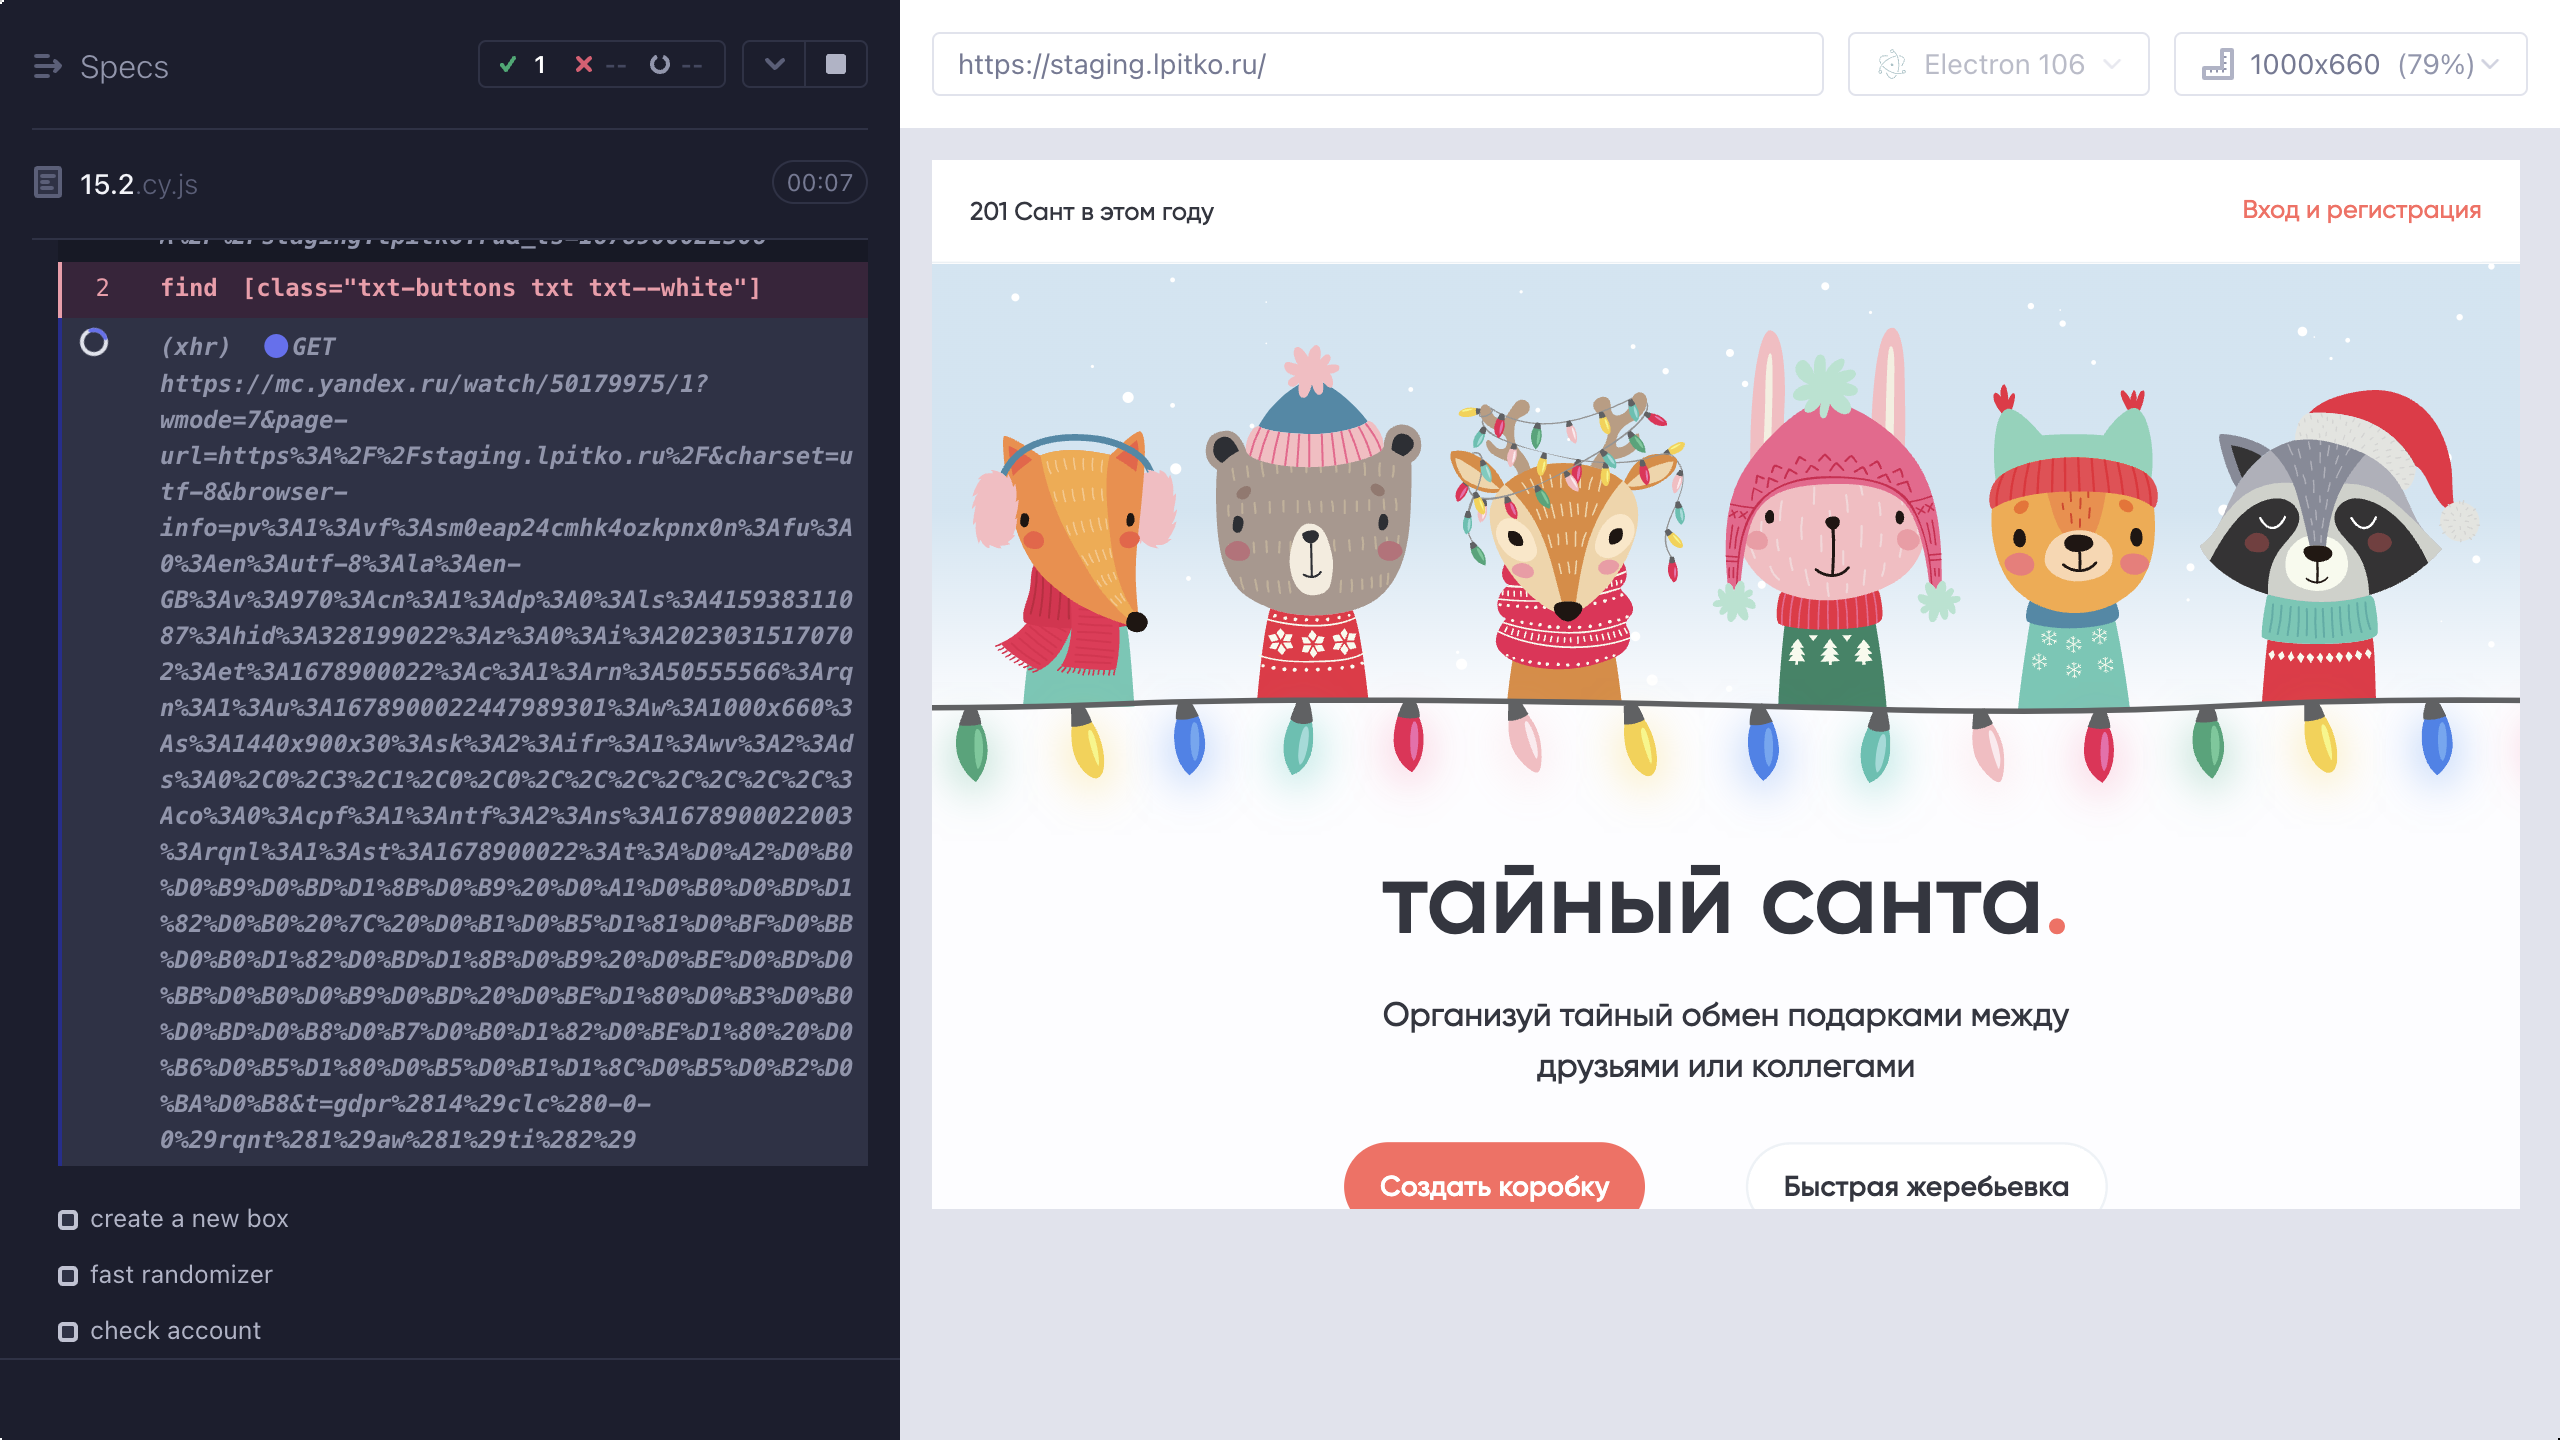 Specs
1 -- --
15.2.cy.js
00:07
2 find [class="txt-buttons txt txt--white"]
(xhr) GET
https://mc.yandex.ru/watch/50179975/1?
wmode=7&page-
url=https%3A%2F%2Fstaging.lpitko.ru%2F&charset=u
tf-8&browser-
info=pv%3A1%3Avf%3Asm0eap24cmhk4ozkpnx0n%3Afu%3A
0%3Aen%3Autf-8%3Ala%3Aen-
GB%3Av%3A970%3Acn%3A1%3Adp%3A0%3Als%3A4159383110
87%3Ahid%3A328199022%3Az%3A0%3Ai%3A2023031517070
2%3Aet%3A1678900022%3Ac%3A1%3Arn%3A50555566%3Arq
n%3A1%3Au%3A1678900022447989301%3Aw%3A1000x660%3
As%3A1440x900x30%3Ask%3A2%3Aifr%3A1%3Awv%3A2%3Ad
s%3A0%2C0%2C3%2C1%2C0%2C0%2C%2C%2C%2C%2C%2C%2C%3
Aco%3A0%3Acpf%3A1%3Antf%3A2%3Ans%3A1678900022003
%3Arqnl%3A1%3Ast%3A1678900022%3At%3A%D0%A2%D0%B0
%D0%B9%D0%BD%D1%8B%D0%B9%20%D0%A1%D0%B0%D0%BD%D1
%82%D0%B0%20%7C%20%D0%B1%D0%B5%D1%81%D0%BF%D0%BB
%D0%B0%D1%82%D0%BD%D1%8B%D0%B9%20%D0%BE%D0%BD%D0
%BB%D0%B0%D0%B9%D0%BD%20%D0%BE%D1%80%D0%B3%D0%B0
%D0%BD%D0%B8%D0%B7%D0%B0%D1%82%D0%BE%D1%80%20%D0
%B6%D0%B5%D1%80%D0%B5%D0%B1%D1%8C%D0%B5%D0%B2%D0
%BA%D0%B8&t=gdpr%2814%29clc%280-0-
0%29rqnt%281%29aw%281%29ti%282%29
create a new box
fast randomizer
check account
https://staging.lpitko.ru/
Electron 106
1000x660 (79%)
201 Сант в этом году
Вход и регистрация
тайный санта.
Организуй тайный обмен подарками между
друзьями или коллегами
Создать коробку
Быстрая жеребьевка